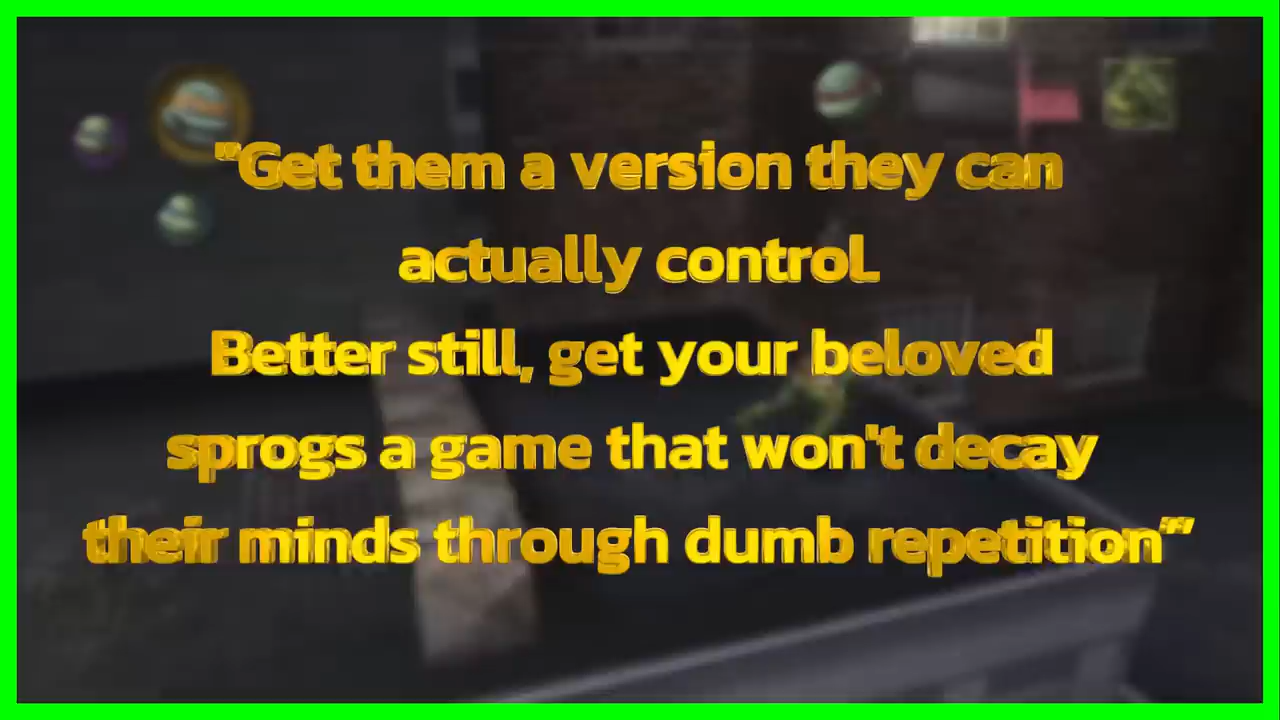 "Get them a version they can
actually control.
Better still, get your beloved
sprogs a game that won't decay
their minds through dumb repetition"